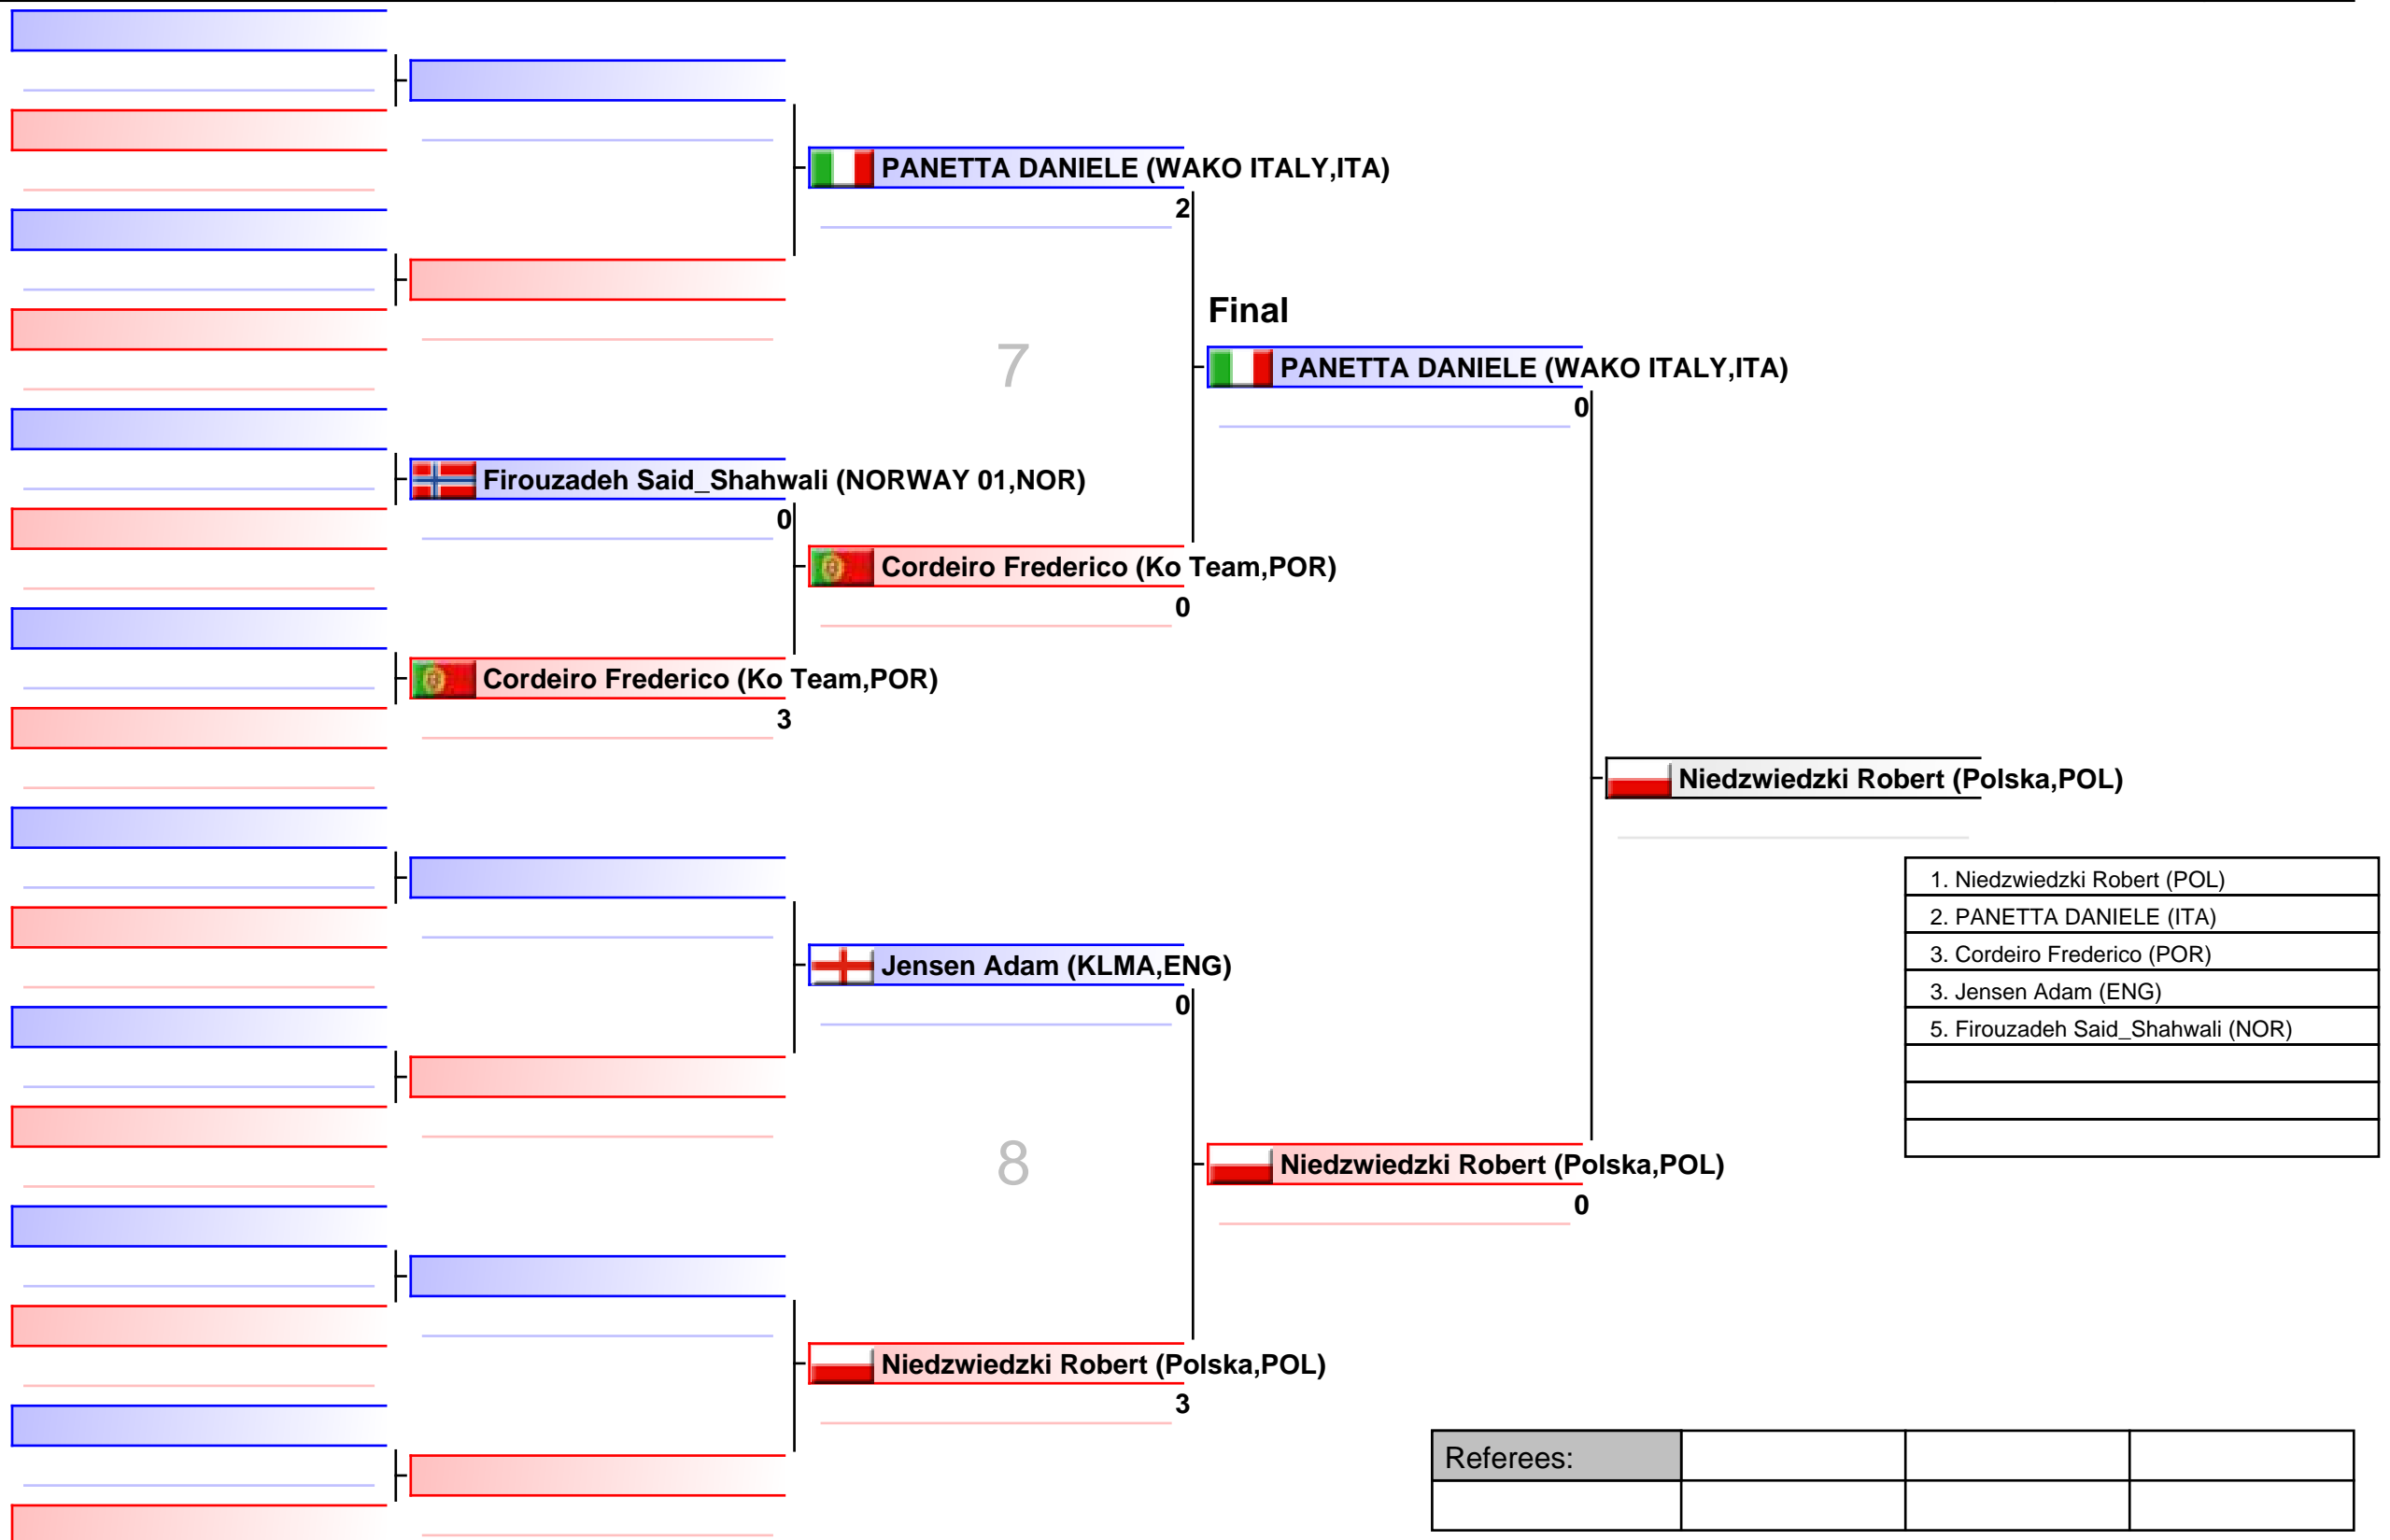 PANETTA DANIELE (WAKO ITALY,ITA)
2
Final
7
PANETTA DANIELE (WAKO ITALY,ITA)
0
Firouzadeh Said_Shahwali (NORWAY 01,NOR)
0
Cordeiro Frederico (Ko Team,POR)
0
Cordeiro Frederico (Ko Team,POR)
3
Niedzwiedzki Robert (Polska,POL)
1. Niedzwiedzki Robert (POL)
2. PANETTA DANIELE (ITA)
3. Cordeiro Frederico (POR)
3. Jensen Adam (ENG)
5. Firouzadeh Said_Shahwali (NOR)
Jensen Adam (KLMA,ENG)
0
8
Niedzwiedzki Robert (Polska,POL)
0
Niedzwiedzki Robert (Polska,POL)
3
Referees: